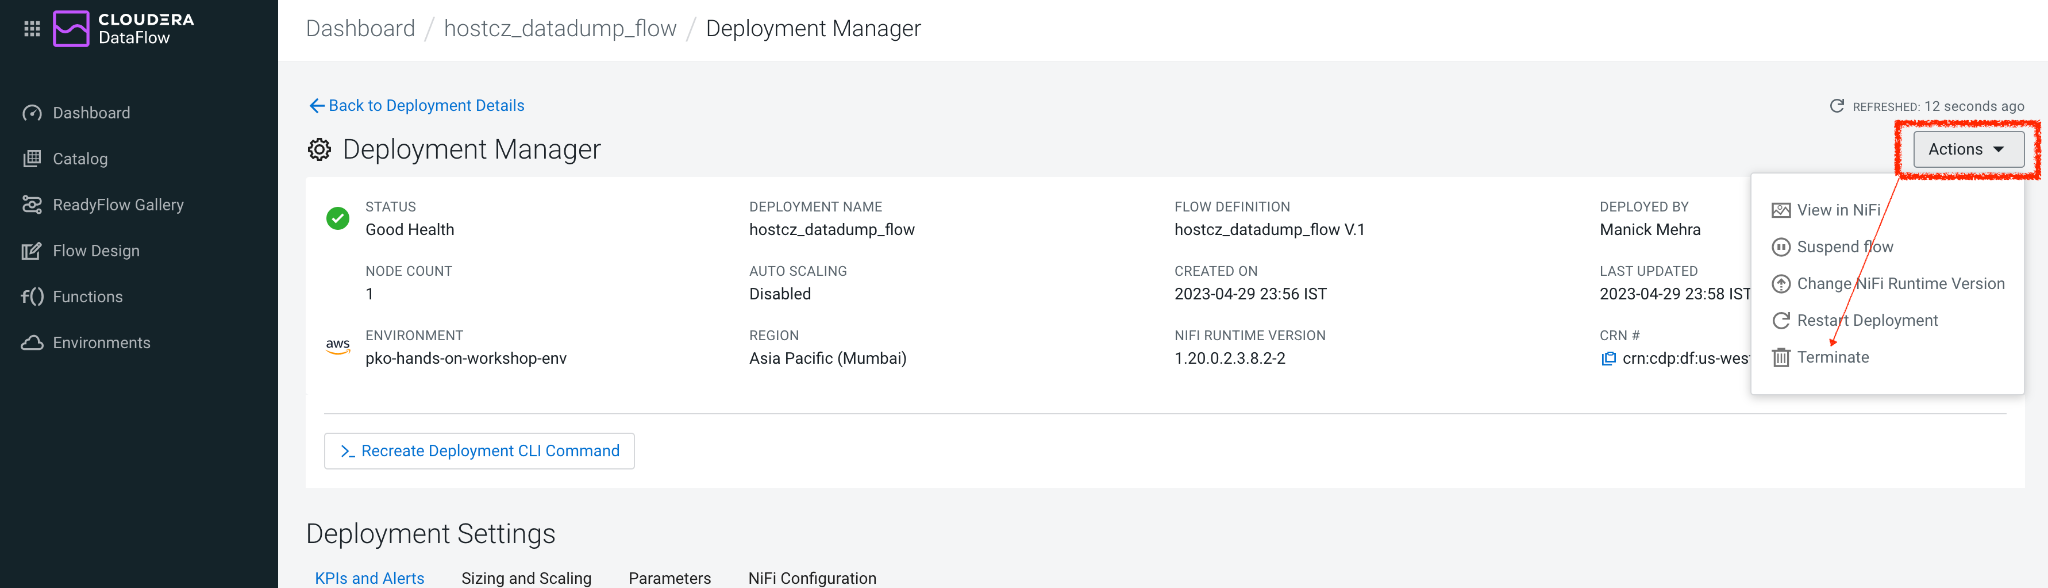 CLOUDERA
DataFlow
Dashboard
Catalog
ReadyFlow Gallery
Flow Design
Functions
Environments
Dashboard / hostcz_datadump_flow / Deployment Manager
Back to Deployment Details
REFRESHED: 12 seconds ago
Deployment Manager
Actions
STATUS
Good Health
DEPLOYMENT NAME
hostcz_datadump_flow
FLOW DEFINITION
hostcz_datadump_flow V.1
DEPLOYED BY
Manick Mehra
NODE COUNT
1
AUTO SCALING
Disabled
CREATED ON
2023-04-29 23:56 IST
LAST UPDATED
2023-04-29 23:58 IST
aws
ENVIRONMENT
pko-hands-on-workshop-env
REGION
Asia Pacific (Mumbai)
NIFI RUNTIME VERSION
1.20.0.2.3.8.2-2
CRN #
crn:cdp:df:us-west
View in NiFi
Suspend flow
Change NiFi Runtime Version
Restart Deployment
Terminate
>_ Recreate Deployment CLI Command
Deployment Settings
KPIs and Alerts
Sizing and Scaling
Parameters
NiFi Configuration